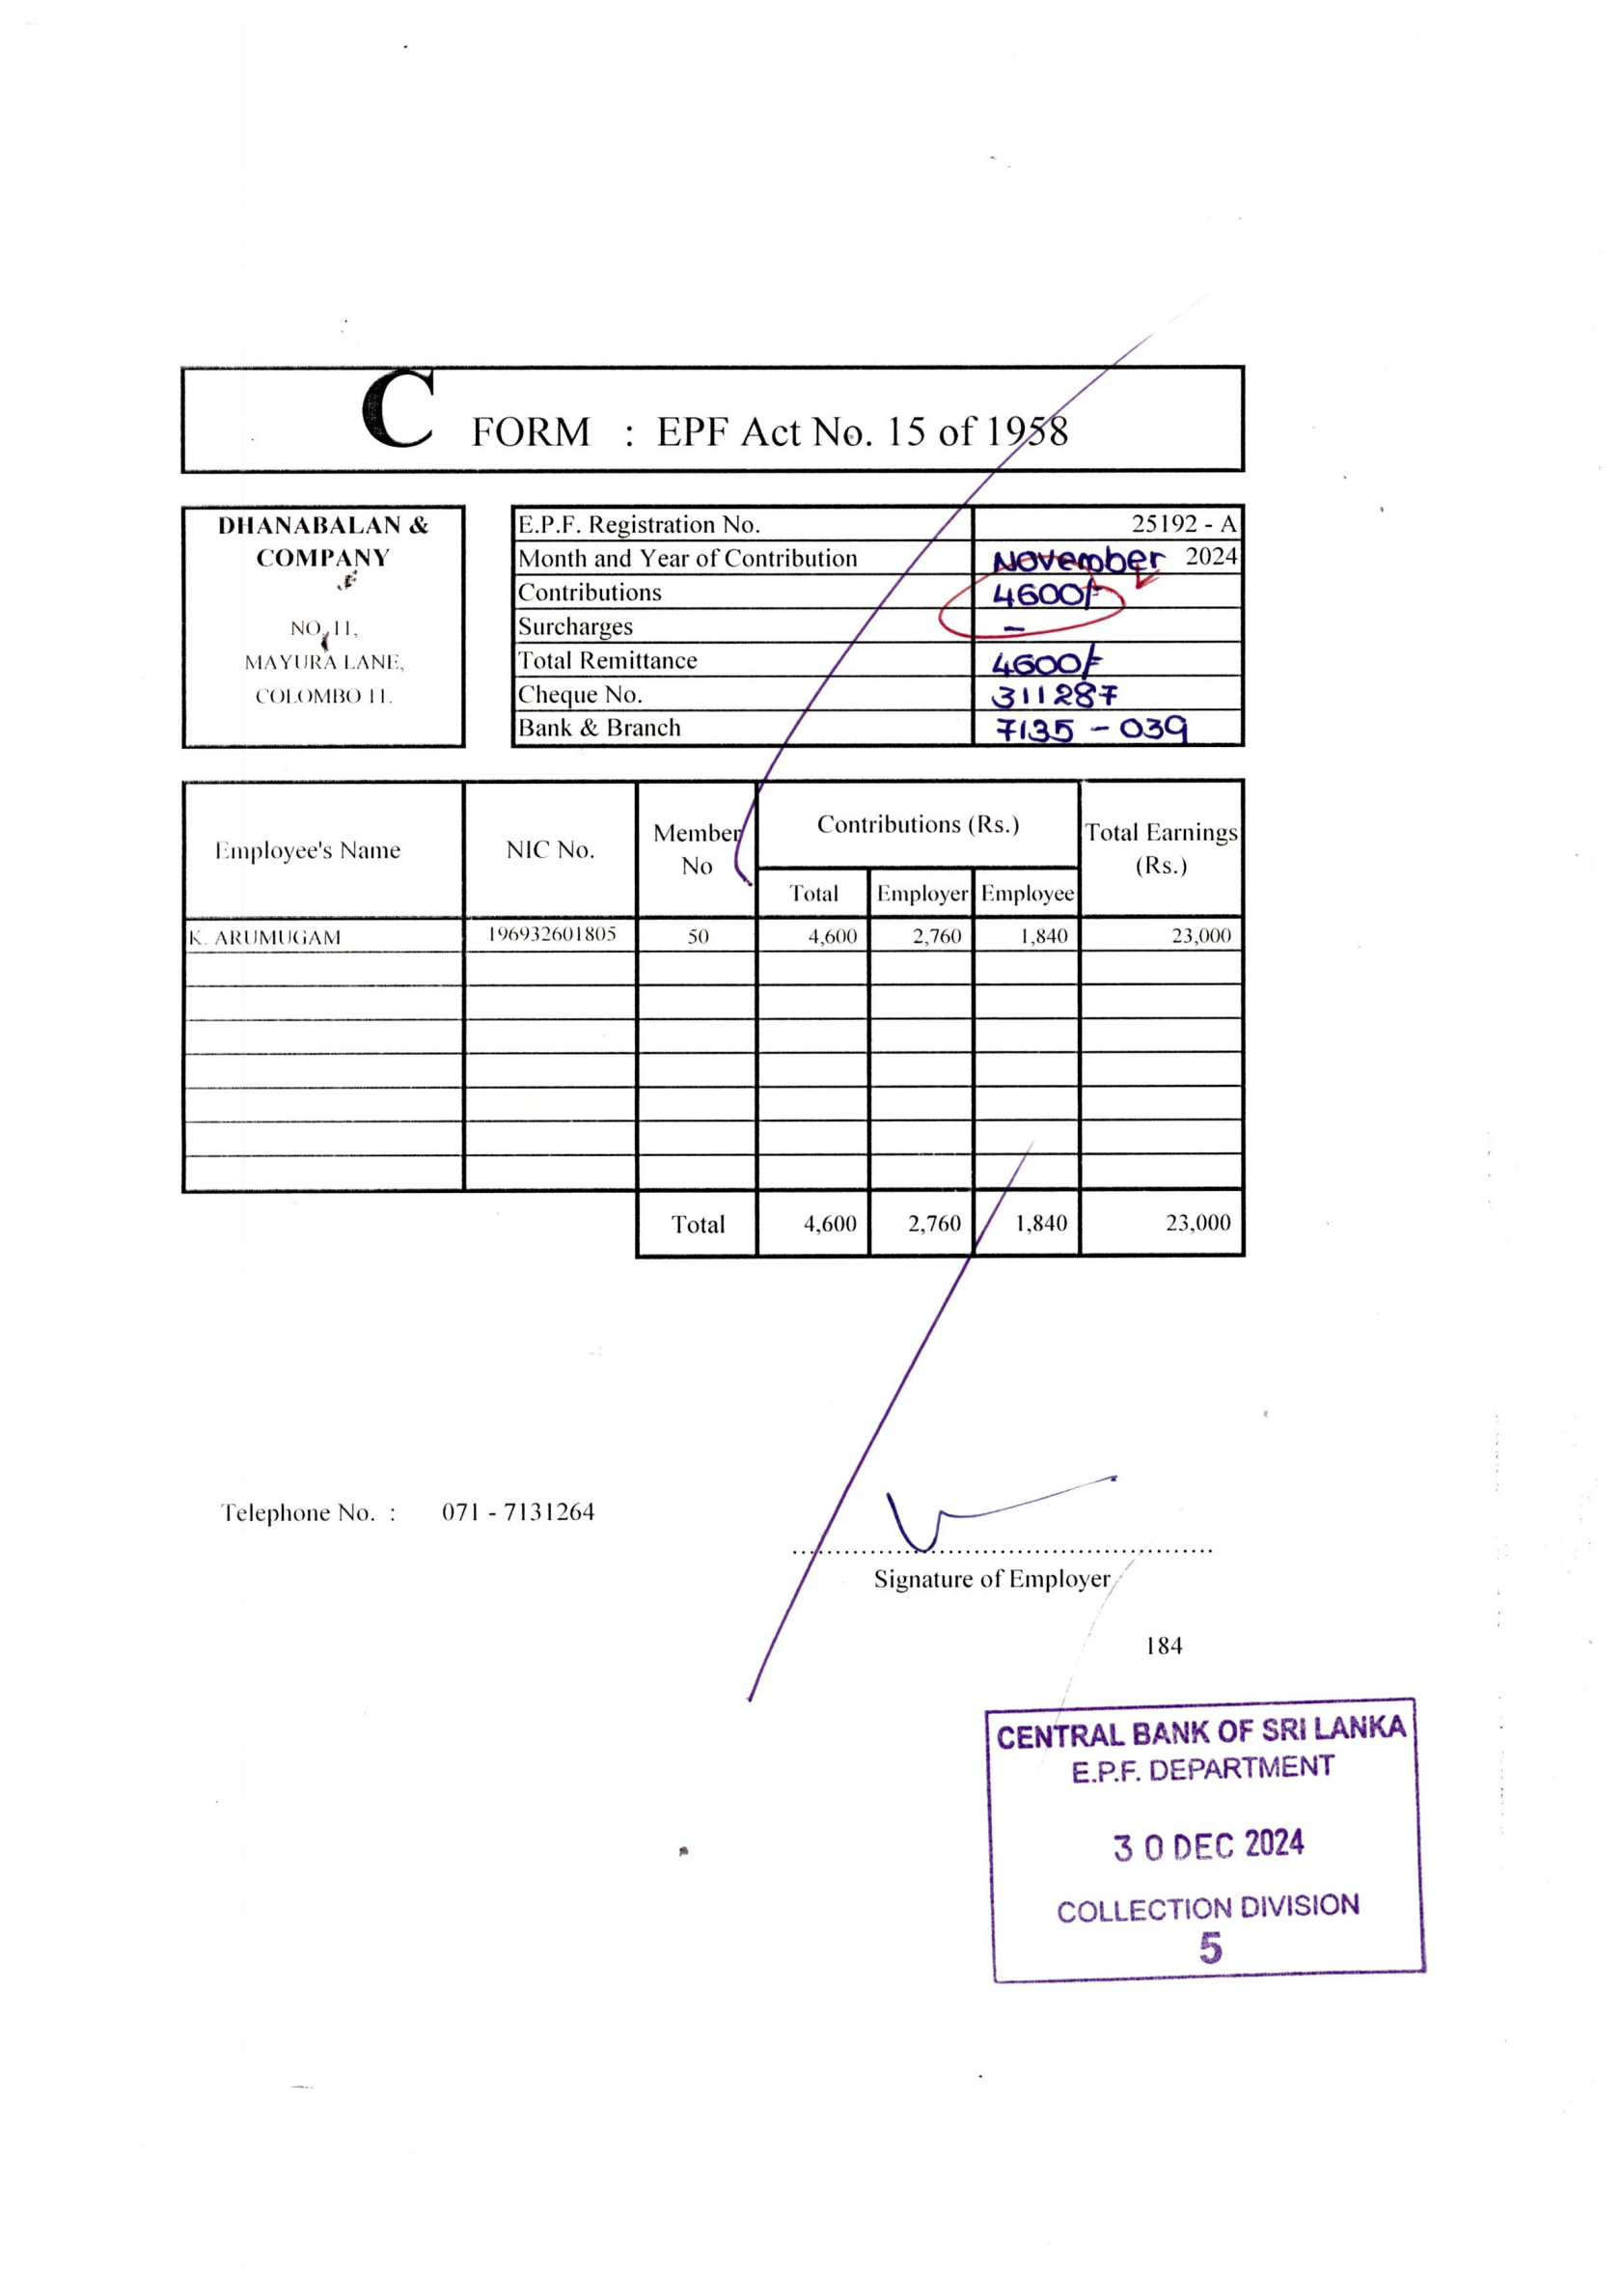 C FORM : EPF Act No. 15 of 1958
DHANABALAN &
COMPANY
NO, 11,
MAYURA LANE,
COLOMBO 11.
E.P.F. Registration No. 25192 - A
Month and Year of Contribution November 2024
Contributions 4600/-
Surcharges –
Total Remittance 4600/-
Cheque No. 311287
Bank & Branch 7135 - 039
Employee's Name NIC No. Member No Contributions (Rs.) Total Earnings (Rs.)
Total Employer Employee
K. ARUMUGAM 196932601805 50 4,600 2,760 1,840 23,000
Total 4,600 2,760 1,840 23,000
Telephone No. : 071 - 7131264
Signature of Employer
184
CENTRAL BANK OF SRI LANKA
E.P.F. DEPARTMENT
30 DEC 2024
COLLECTION DIVISION
5